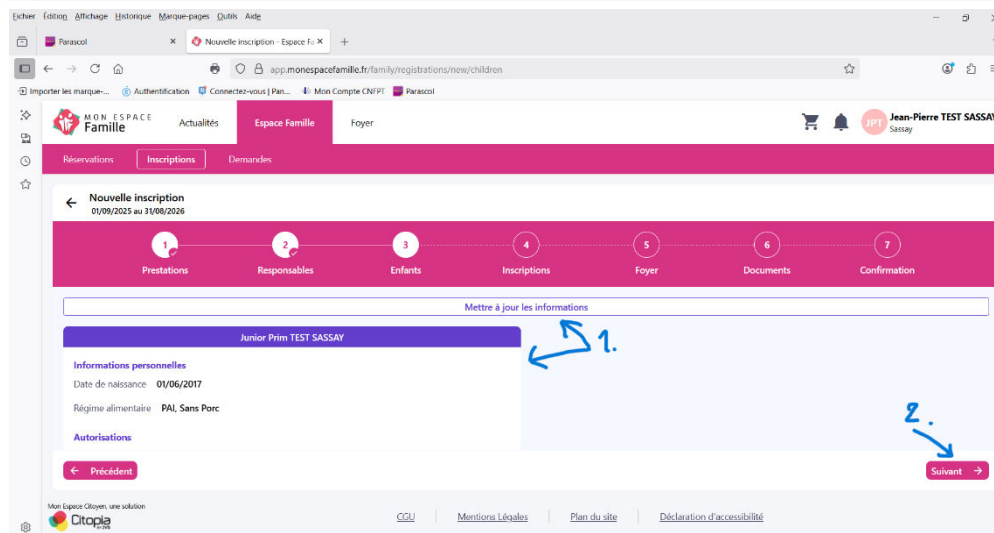 Fichier Édition Affichage Historique Marque-pages Outils Aide
Parascol × Nouvelle inscription - Espace Fa × +
app.monespacefamille.fr/family/registrations/new/children
Importer les marque-... Authentification Connectez-vous | Pan... Mon Compte CNFPT Parascol
MON ESPACE
Famille
Actualités Espace Famille Foyer
JPT Jean-Pierre TEST SASSAY
Sassay
Réservations Inscriptions Demandes
Nouvelle inscription
01/09/2025 au 31/08/2026
1 2 3 4 5 6 7
Prestations Responsables Enfants Inscriptions Foyer Documents Confirmation
Mettre à jour les informations
1.
Junior Prim TEST SASSAY
Informations personnelles
Date de naissance 01/06/2017
Régime alimentaire PAI, Sans Porc
2.
Autorisations
← Précédent Suivant →
Mon Espace Citoyen, une solution
Citopia
CGU Mentions Légales Plan du site Déclaration d'accessibilité